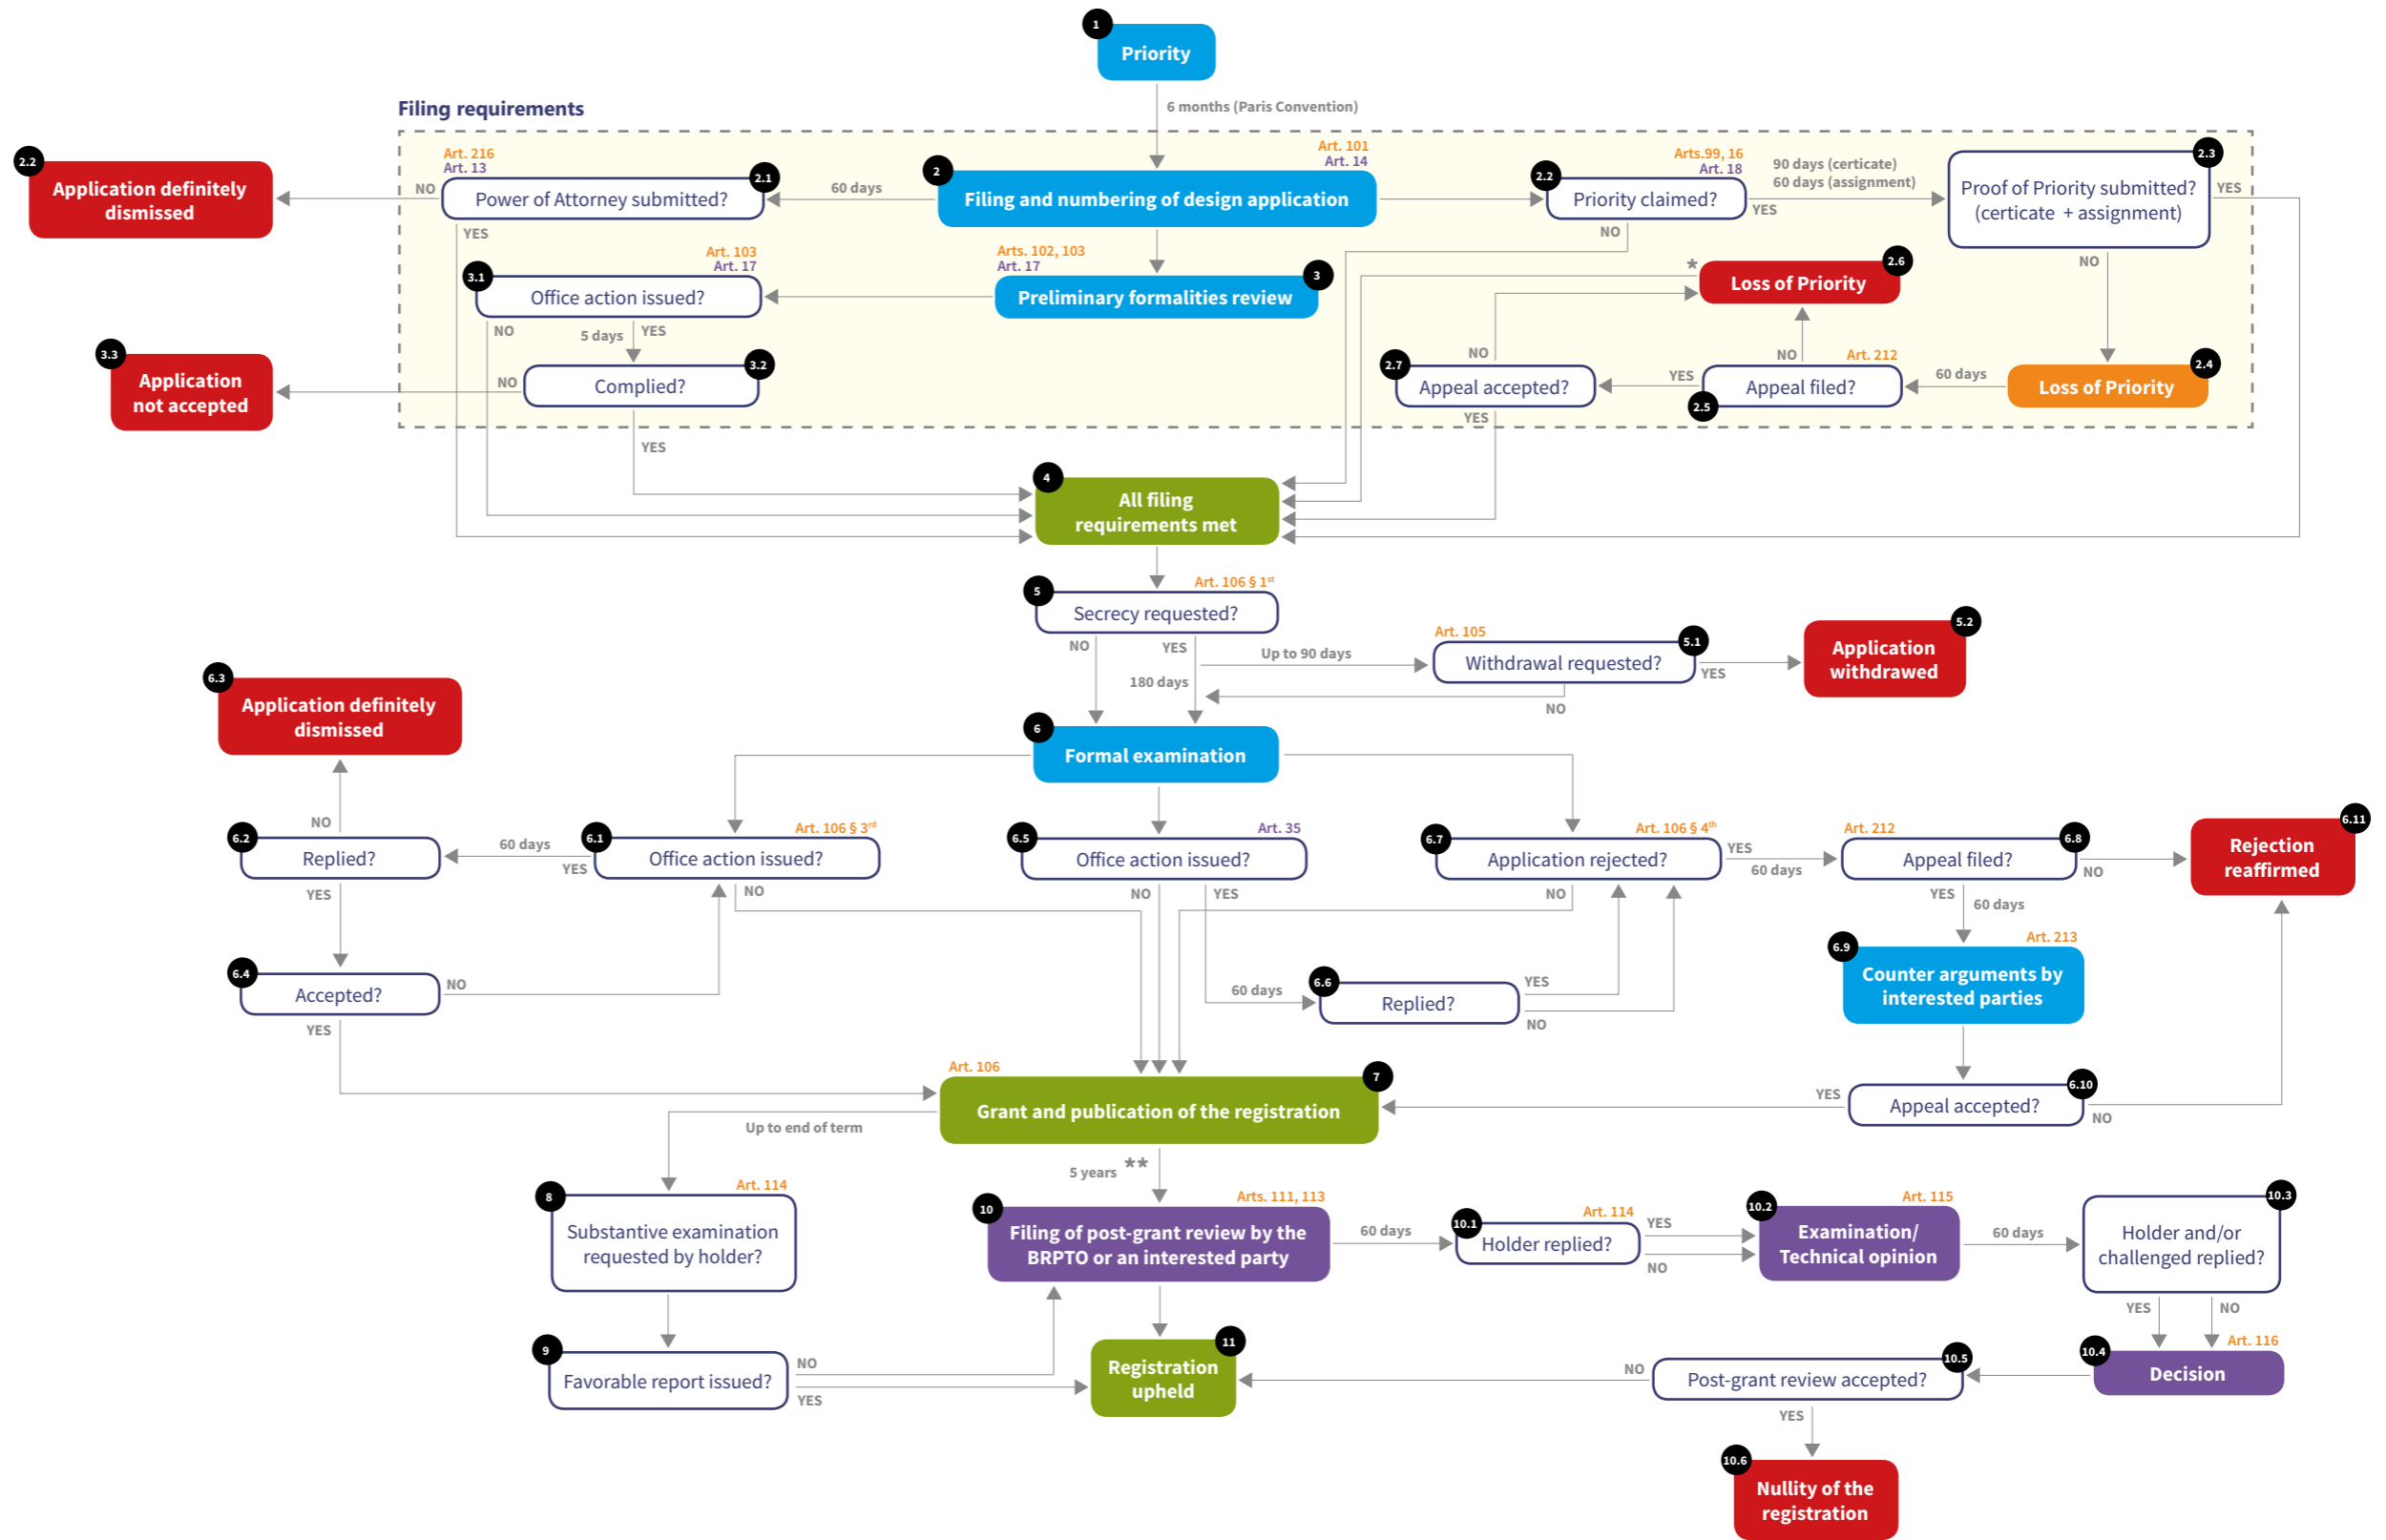 1
Priority
6 months (Paris Convention)
Filing requirements
2.2
Application definitely
dismissed
NO
Art. 216
Art. 13
2.1
Power of Attorney submitted?
YES
60 days
2
Art. 101
Art. 14
Filing and numbering of design application
2.2
Arts.99, 16
Art. 18
Priority claimed?
YES
NO
90 days (certicate)
60 days (assignment)
2.3
Proof of Priority submitted?
(certicate + assignment)
YES
NO
3.1
Art. 103
Art. 17
Office action issued?
NO
5 days
YES
Arts. 102, 103
Art. 17
3
Preliminary formalities review
*
2.6
Loss of Priority
3.3
Application
not accepted
NO
3.2
Complied?
YES
2.7
NO
Appeal accepted?
YES
YES
NO
Art. 212
Appeal filed?
2.5
60 days
2.4
Loss of Priority
4
All filing
requirements met
5
Art. 106 § 1st
Secrecy requested?
NO
YES
Up to 90 days
180 days
Art. 105
5.1
Withdrawal requested?
YES
NO
5.2
Application
withdrawn
6.3
Application definitely
dismissed
6
Formal examination
NO
6.2
Replied?
YES
60 days
YES
6.1
Art. 106 § 3rd
Office action issued?
NO
6.5
Art. 35
Office action issued?
NO
YES
6.7
Art. 106 § 4th
Application rejected?
NO
YES
60 days
Art. 212
6.8
Appeal filed?
NO
YES
60 days
6.11
Rejection
reaffirmed
6.4
Accepted?
NO
YES
60 days
6.6
Replied?
YES
NO
6.9
Art. 213
Counter arguments by
interested parties
Art. 106
7
Grant and publication of the registration
YES
6.10
Appeal accepted?
NO
Up to end of term
5 years **
8
Art. 114
Substantive examination
requested by holder?
10
Arts. 111, 113
Filing of post-grant review by the
BRPTO or an interested party
60 days
10.1
Art. 114
Holder replied?
YES
NO
10.2
Art. 115
Examination/
Technical opinion
60 days
10.3
Holder and/or
challenged replied?
YES
NO
9
Favorable report issued?
NO
YES
11
Registration
upheld
NO
10.5
Post-grant review accepted?
YES
10.4
Art. 116
Decision
10.6
Nullity of the
registration